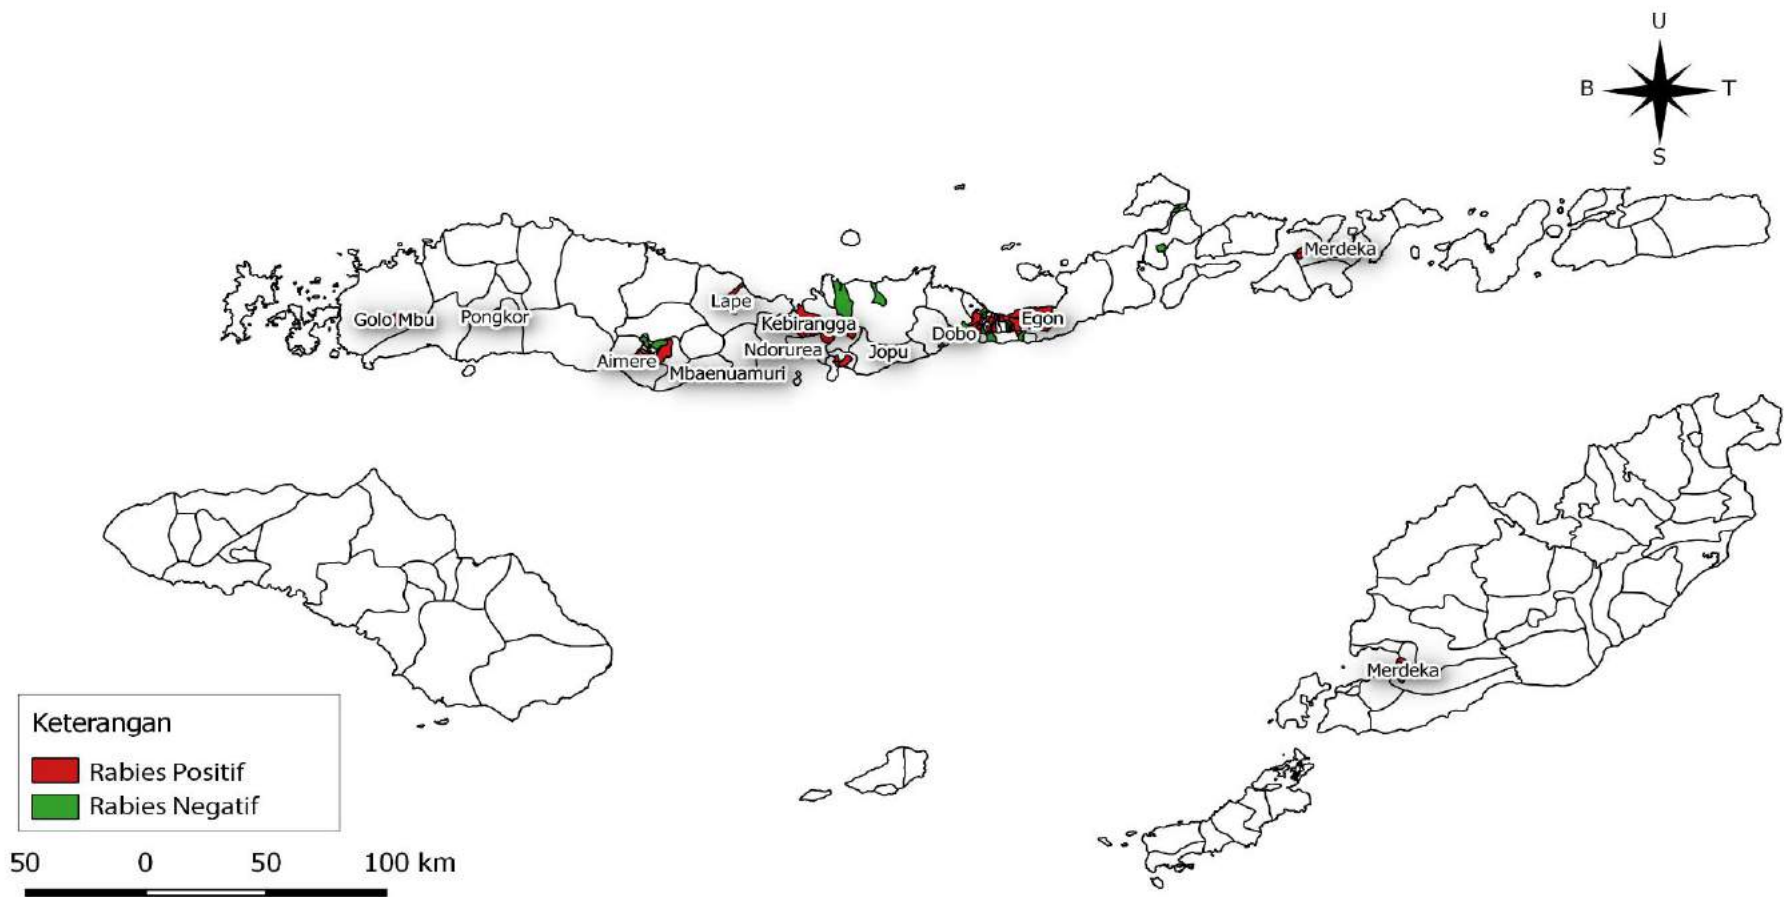 U
B T
S
Merdeka
Lape
Golo Mbu
Pongkor
Kebirangga
Egon
Dobo
Ndorurea
Jopu
Aimere
Mbaenuamuri
Merdeka
Keterangan
Rabies Positif
Rabies Negatif
50 0 50 100 km